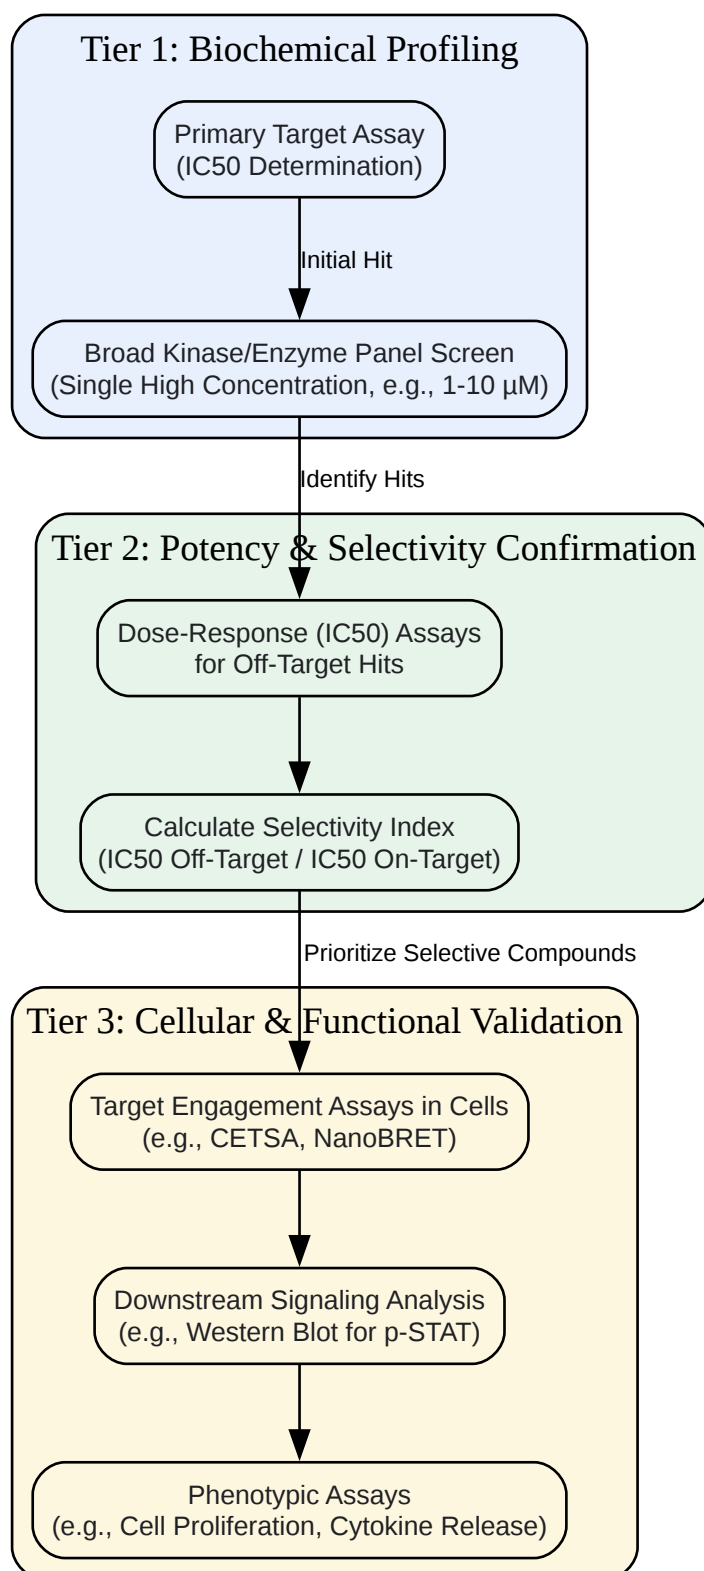 Tier 1: Biochemical Profiling
Primary Target Assay
(IC50 Determination)
Initial Hit
Broad Kinase/Enzyme Panel Screen
(Single High Concentration, e.g., 1-10 µM)
Identify Hits
Tier 2: Potency & Selectivity Confirmation
Dose-Response (IC50) Assays
for Off-Target Hits
Calculate Selectivity Index
(IC50 Off-Target / IC50 On-Target)
Prioritize Selective Compounds
Tier 3: Cellular & Functional Validation
Target Engagement Assays in Cells
(e.g., CETSA, NanoBRET)
Downstream Signaling Analysis
(e.g., Western Blot for p-STAT)
Phenotypic Assays
(e.g., Cell Proliferation, Cytokine Release)